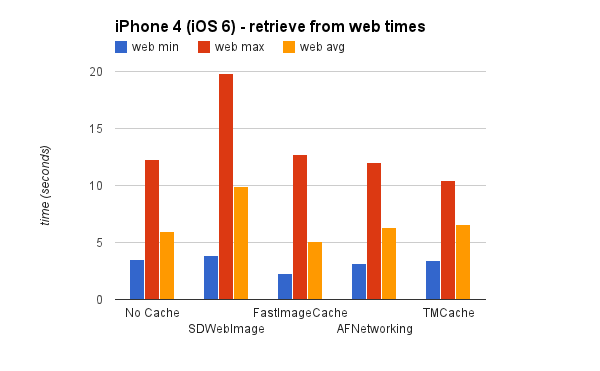 iPhone 4 (iOS 6) - retrieve from web times
web min web max web avg
20
15
10
5
0
time (seconds)
No Cache FastImageCache TMCache
SDWebImage AFNetworking